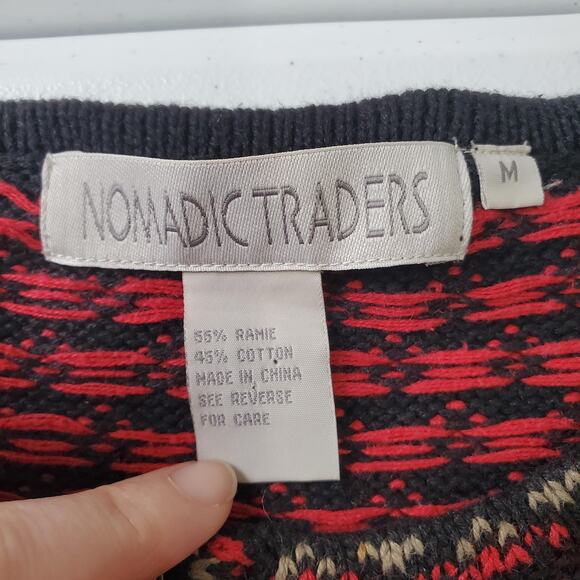 NOMADIC TRADERS
M
55% RAMIE
45% COTTON
MADE IN CHINA
SEE REVERSE
FOR CARE